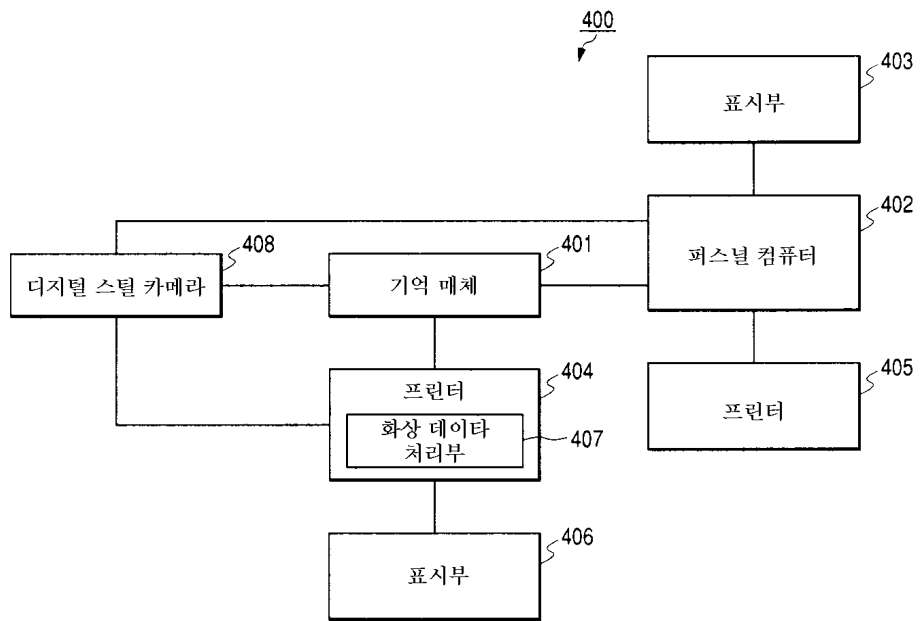 400
403
표시부
402
퍼스널 컴퓨터
408
디지털 스틸 카메라
401
기억 매체
404
프린터
화상 데이타
처리부
407
405
프린터
406
표시부